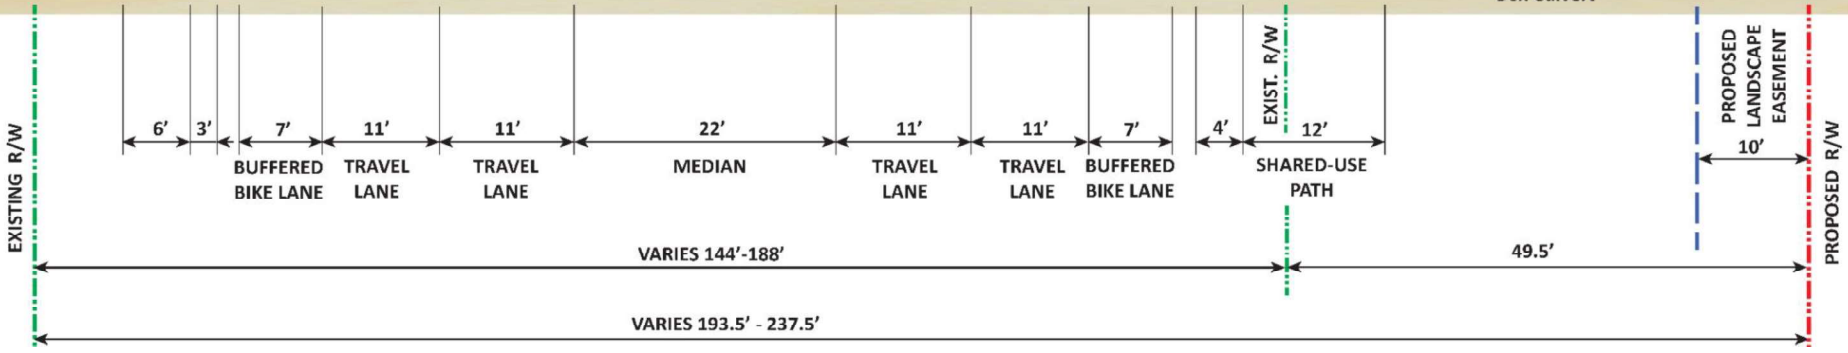 EXISTING R/W
6'
3'
7'
BUFFERED
BIKE LANE
11'
TRAVEL
LANE
11'
TRAVEL
LANE
22'
MEDIAN
11'
TRAVEL
LANE
11'
TRAVEL
LANE
7'
BUFFERED
BIKE LANE
4'
EXIST. R/W
12'
SHARED-USE
PATH
PROPOSED
LANDSCAPE
EASEMENT
10'
PROPOSED R/W
VARIES 144'-188'
49.5'
VARIES 193.5' - 237.5'